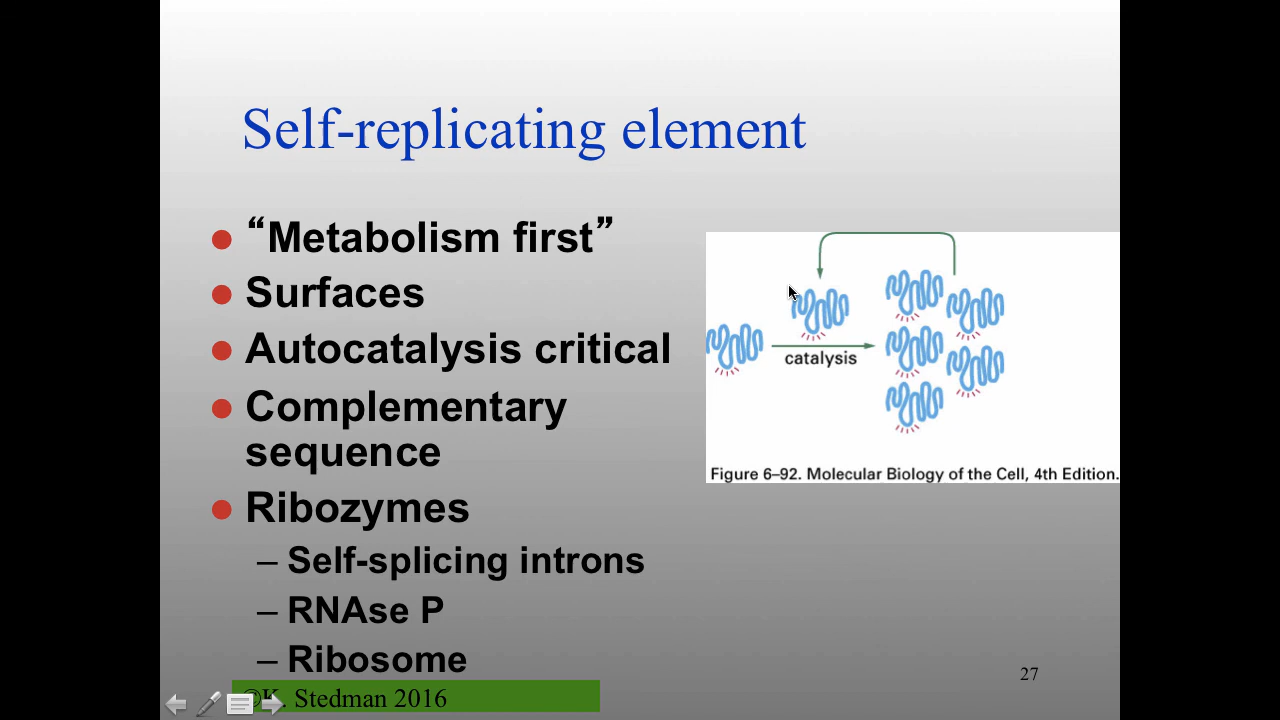 Self-replicating element
“Metabolism first”
Surfaces
Autocatalysis critical
Complementary
sequence
Ribozymes
– Self-splicing introns
– RNAse P
– Ribosome
catalysis
Figure 6–92. Molecular Biology of the Cell, 4th Edition.
27
©K. Stedman 2016